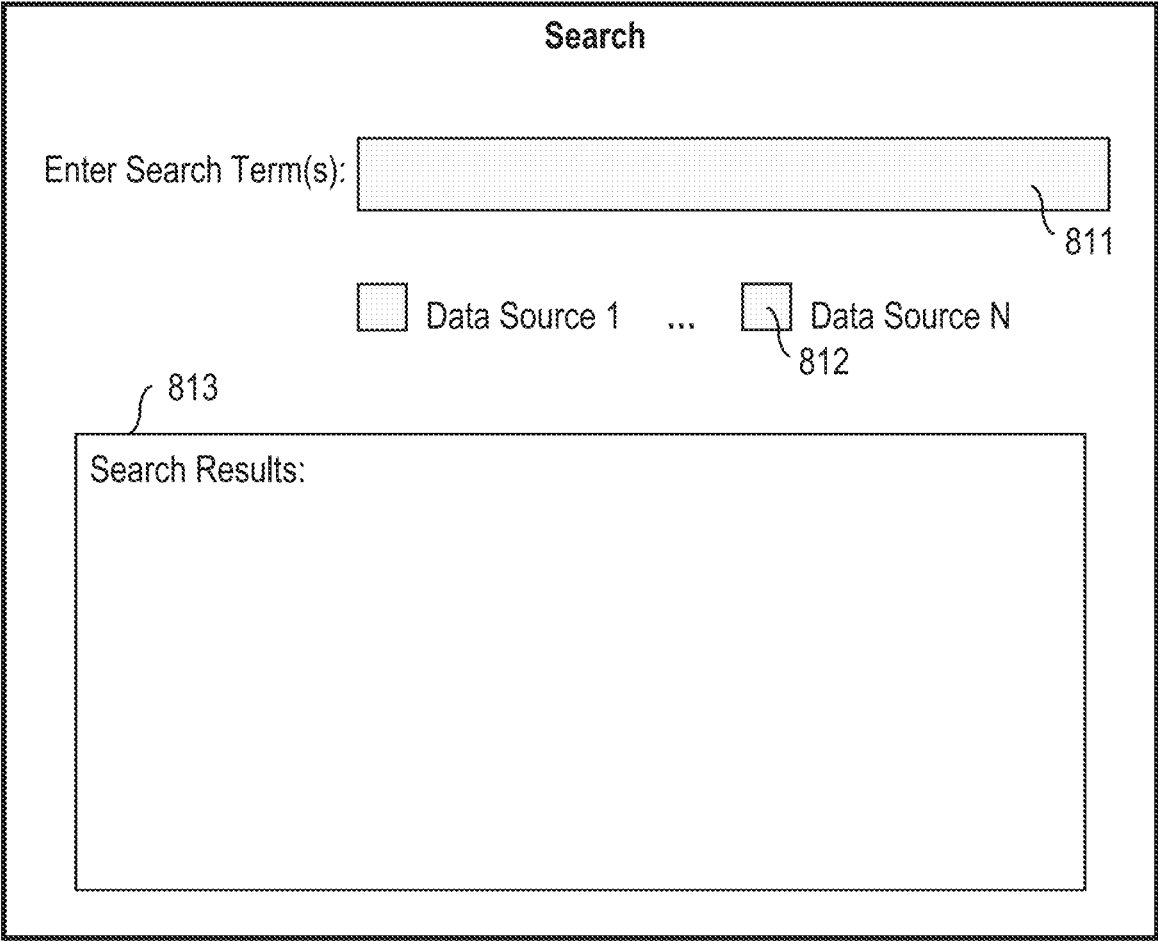 Search
Enter Search Term(s):
811
Data Source 1 ... Data Source N
812
813
Search Results: